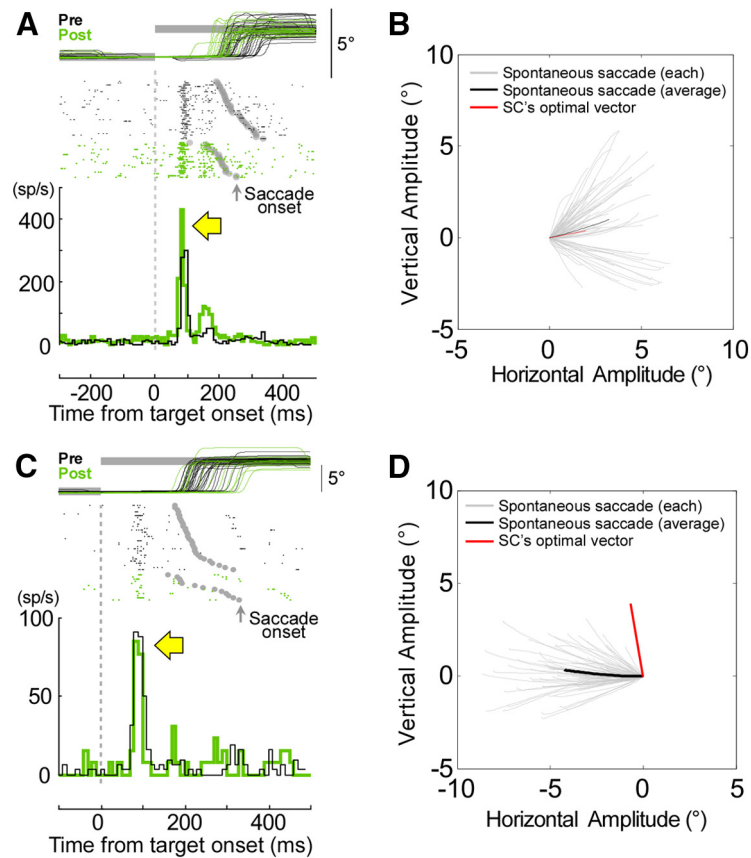 A
Pre
Post
5°
Saccade
onset
(sp/s)
400
200
0
-200
0
200
400
Time from target onset (ms)
B
10
5
0
-5
Vertical Amplitude (°)
Spontaneous saccade (each)
Spontaneous saccade (average)
SC's optimal vector
-5
0
5
10
Horizontal Amplitude (°)
C
Pre
Post
5°
Saccade
onset
(sp/s)
100
50
0
0
200
400
Time from target onset (ms)
D
10
5
0
-5
Vertical Amplitude (°)
Spontaneous saccade (each)
Spontaneous saccade (average)
SC's optimal vector
-10
-5
0
5
Horizontal Amplitude (°)